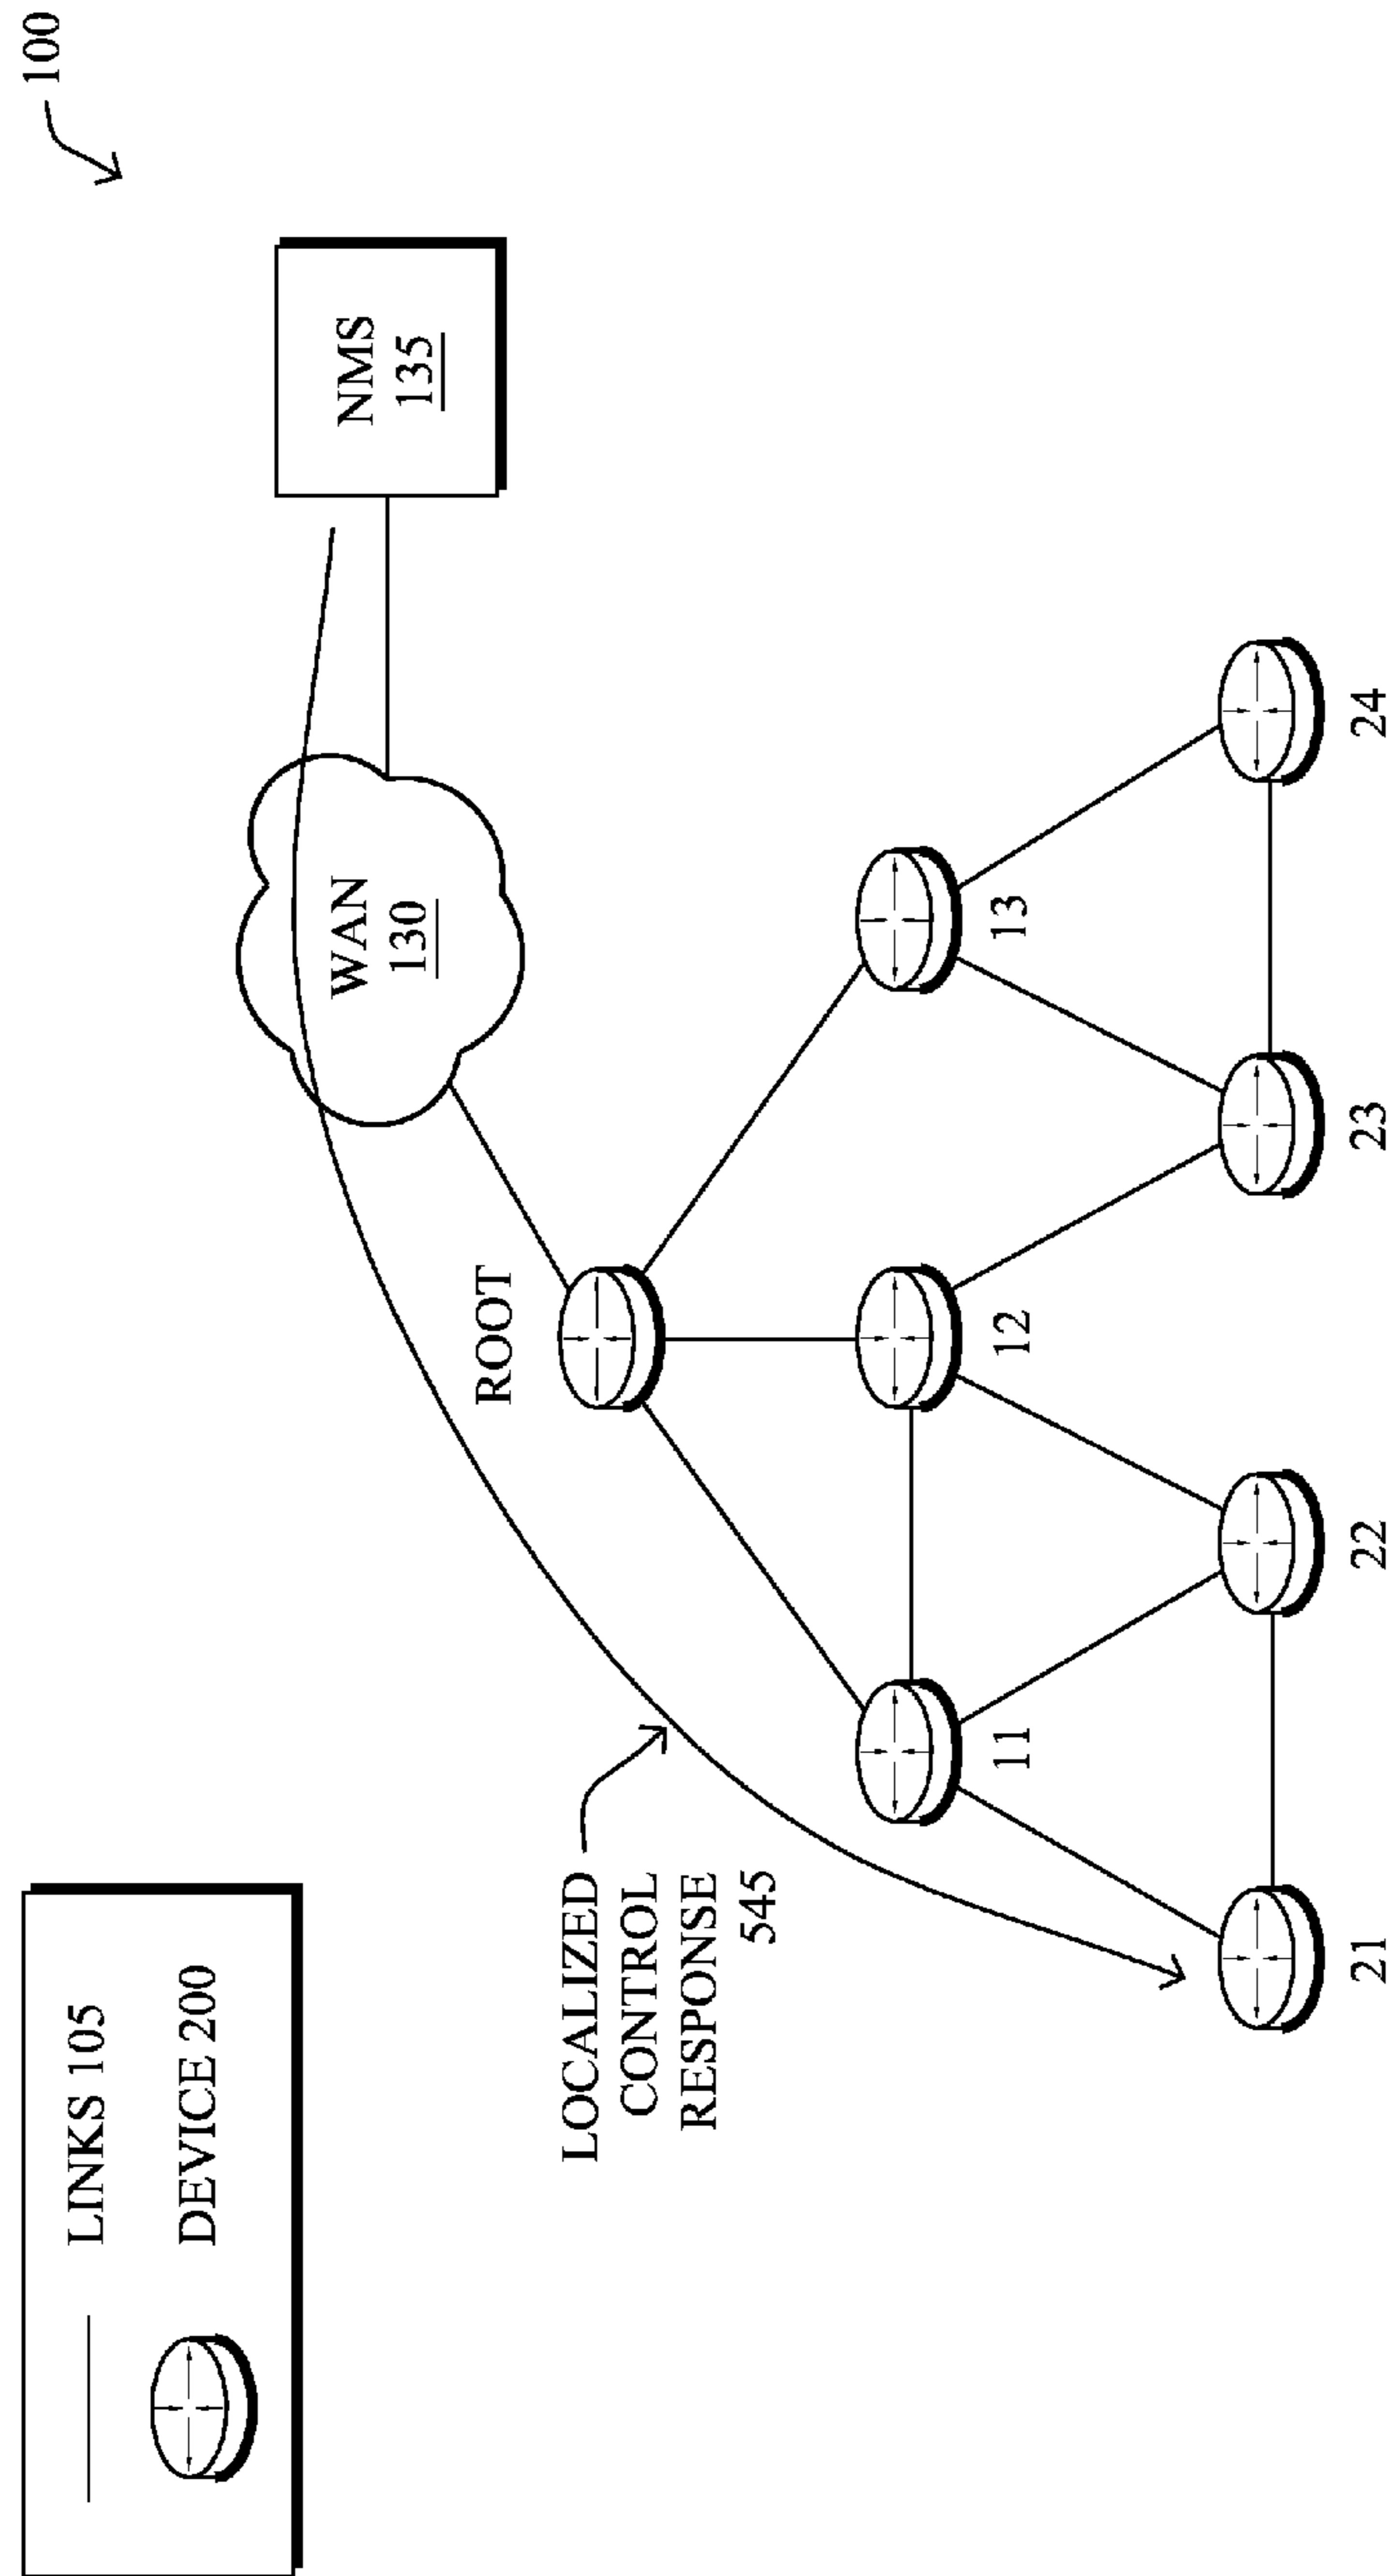 100
LINKS 105
DEVICE 200
NMS
135
WAN
130
ROOT
LOCALIZED
CONTROL
RESPONSE
545
11
12
13
21
22
23
24